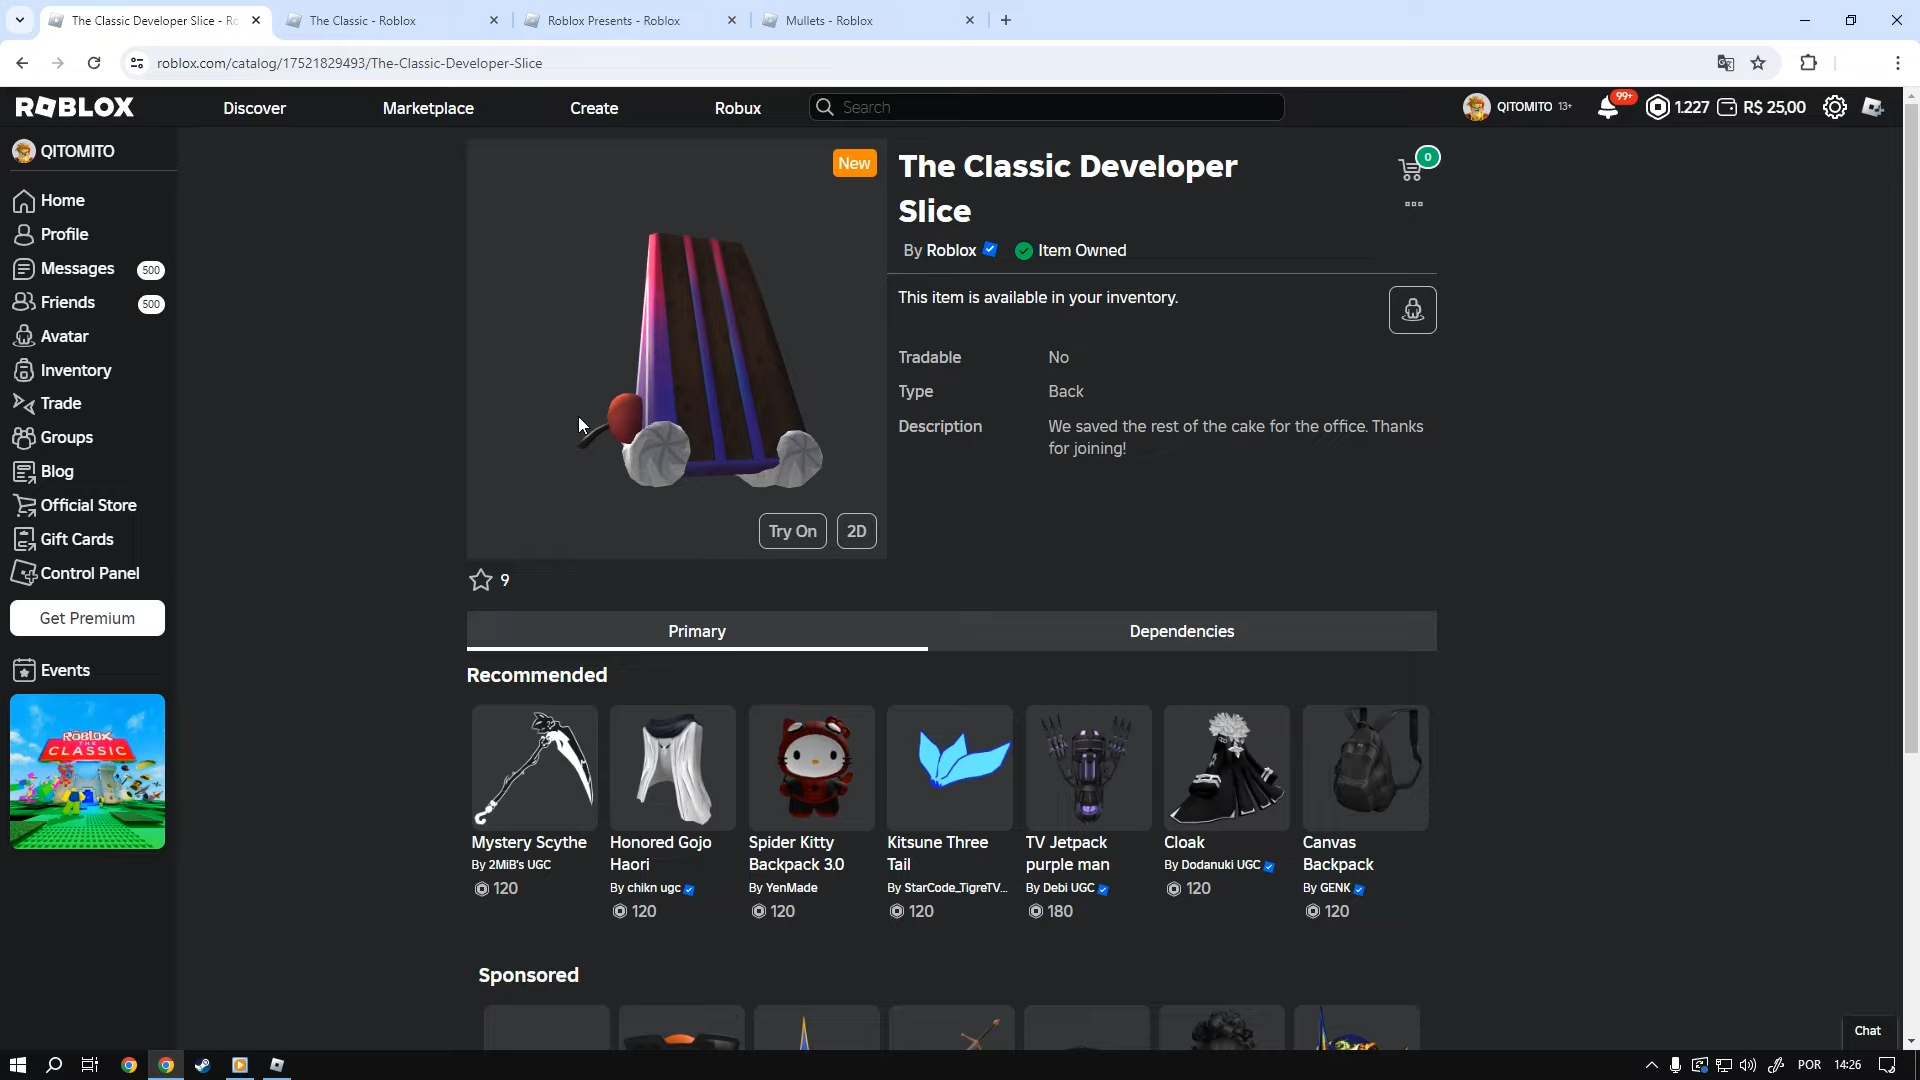 The Classic Developer Slice - Ro
The Classic - Roblox
Roblox Presents - Roblox
Mullets - Roblox
roblox.com/catalog/17521829493/The-Classic-Developer-Slice
ROBLOX
Discover
Marketplace
Create
Robux
Search
QITOMITO 13+
99+
1.227
R$ 25,00
QITOMITO
Home
Profile
Messages 500
Friends 500
Avatar
Inventory
Trade
Groups
Blog
Official Store
Gift Cards
Control Panel
Get Premium
Events
ROBLOX
THE
CLASSIC
New
Try On
2D
9
The Classic Developer
Slice
0
By Roblox
Item Owned
This item is available in your inventory.
Tradable No
Type Back
Description We saved the rest of the cake for the office. Thanks
for joining!
Primary
Dependencies
Recommended
Mystery Scythe
By 2MiB's UGC
120
Honored Gojo
Haori
By chikn ugc
120
Spider Kitty
Backpack 3.0
By YenMade
120
Kitsune Three
Tail
By StarCode_TigreTV...
120
TV Jetpack
purple man
By Debi UGC
180
Cloak
By Dodanuki UGC
120
Canvas
Backpack
By GENK
120
Sponsored
Chat
POR
14:26